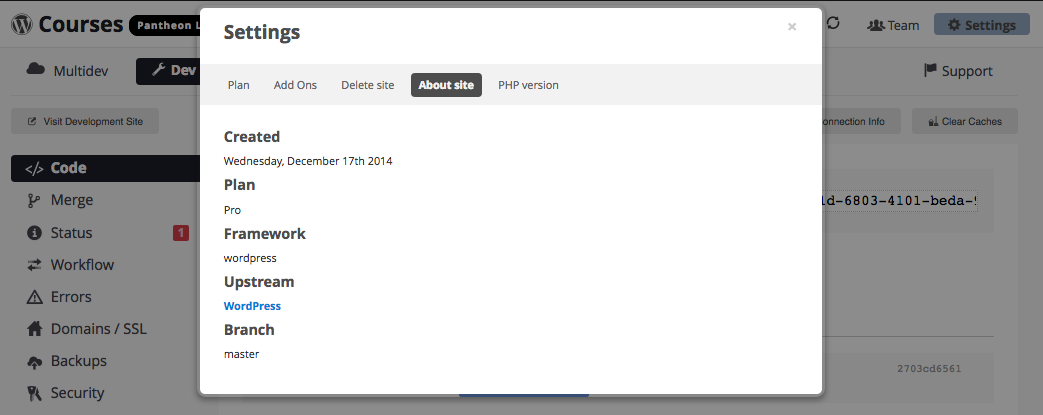 Courses
Pantheon
Team
Settings
Multidev
Dev
Support
Visit Development Site
Connection Info
Clear Caches
Code
Merge
Status
1
Workflow
Errors
Domains / SSL
Backups
Security
Settings
×
Plan
Add Ons
Delete site
About site
PHP version
Created
Wednesday, December 17th 2014
Plan
Pro
Framework
wordpress
Upstream
WordPress
Branch
master
d-6803-4101-beda-
2703cd6561